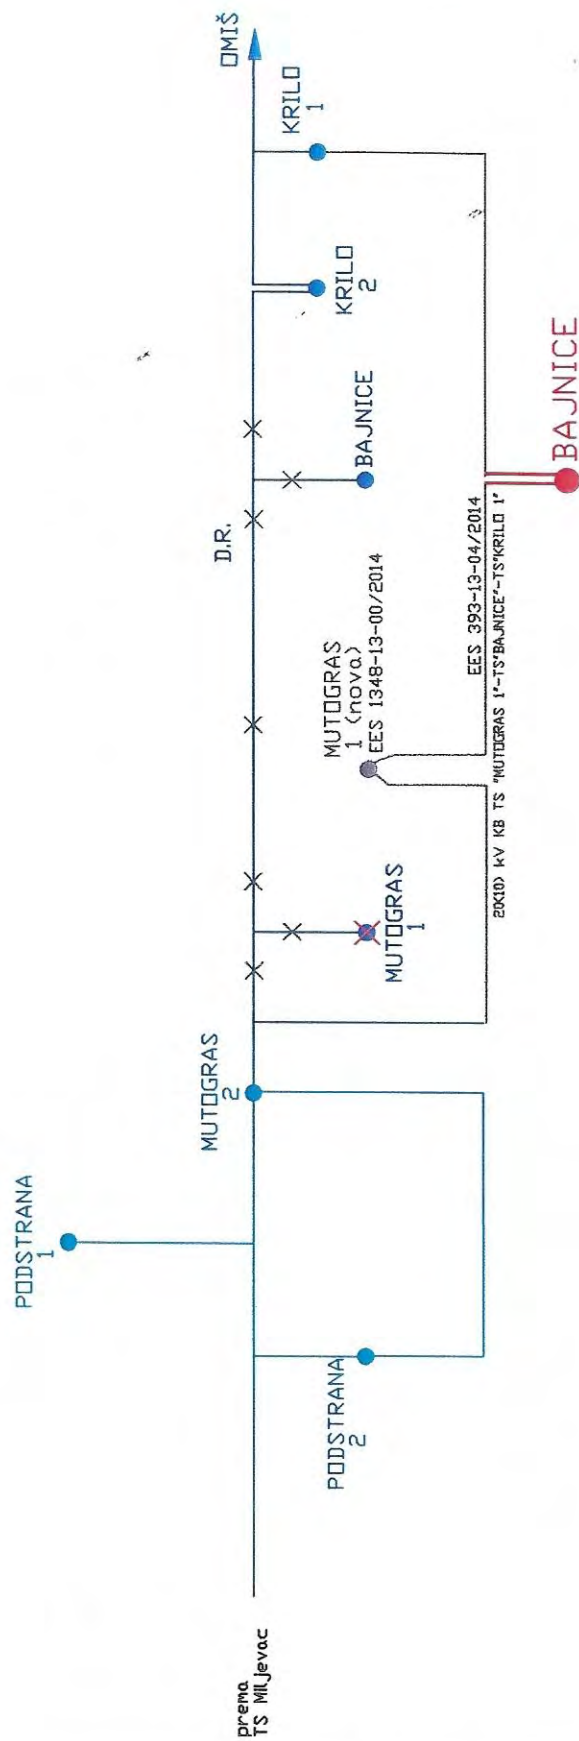 prema
TS Miljevac
PODSTRANA
1
PODSTRANA
2
MUTOGRAS
2
MUTOGRAS
1
MUTOGRAS
1 (nova)
EES 1348-13-00/2014
D.R.
BAJNICE
KRILO
2
KRILO
1
OMIŠ
EES 393-13-04/2014
20(10) kV KB TS "MUTOGRAS 1"-TS"BAJNICE"-TS"KRILO 1"
BAJNICE